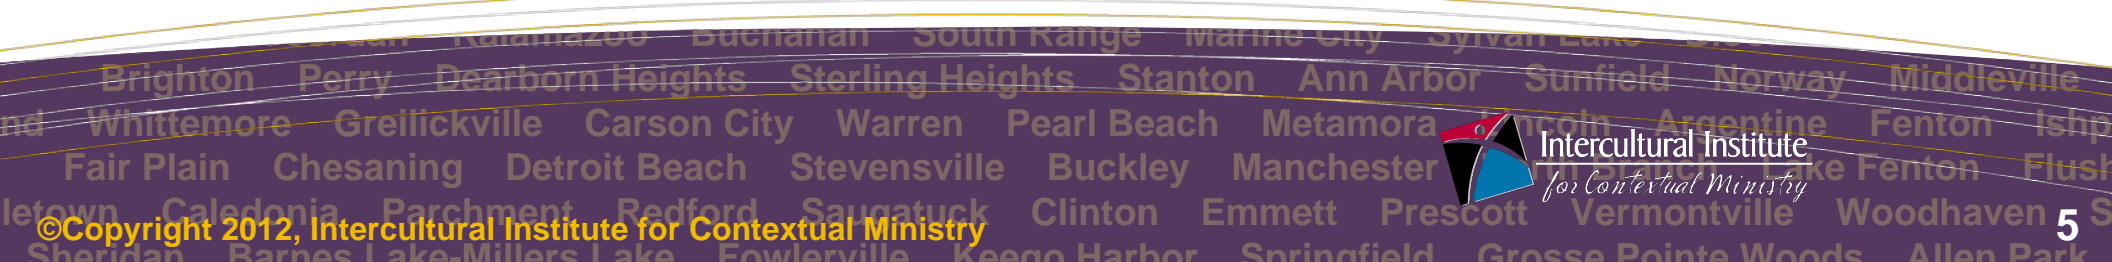 Kalamazoo Buchanan South Range Marine City Sylvan Lake
Brighton Perry Dearborn Heights Sterling Heights Stanton Ann Arbor Sunfield Norway Middleville
Whittemore Greilickville Carson City Warren Pearl Beach Metamora Argentine Fenton
Fair Plain Chesaning Detroit Beach Stevensville Buckley Manchester Fenton
Intercultural Institute
for Contextual Ministry
Caledonia Parchment Redford Saugatuck Clinton Emmett Prescott Vermontville Woodhaven
©Copyright 2012, Intercultural Institute for Contextual Ministry
5
Sheridan Barnes Lake-Millers Lake Fowlerville Keego Harbor Springfield Grosse Pointe Woods Allen Park